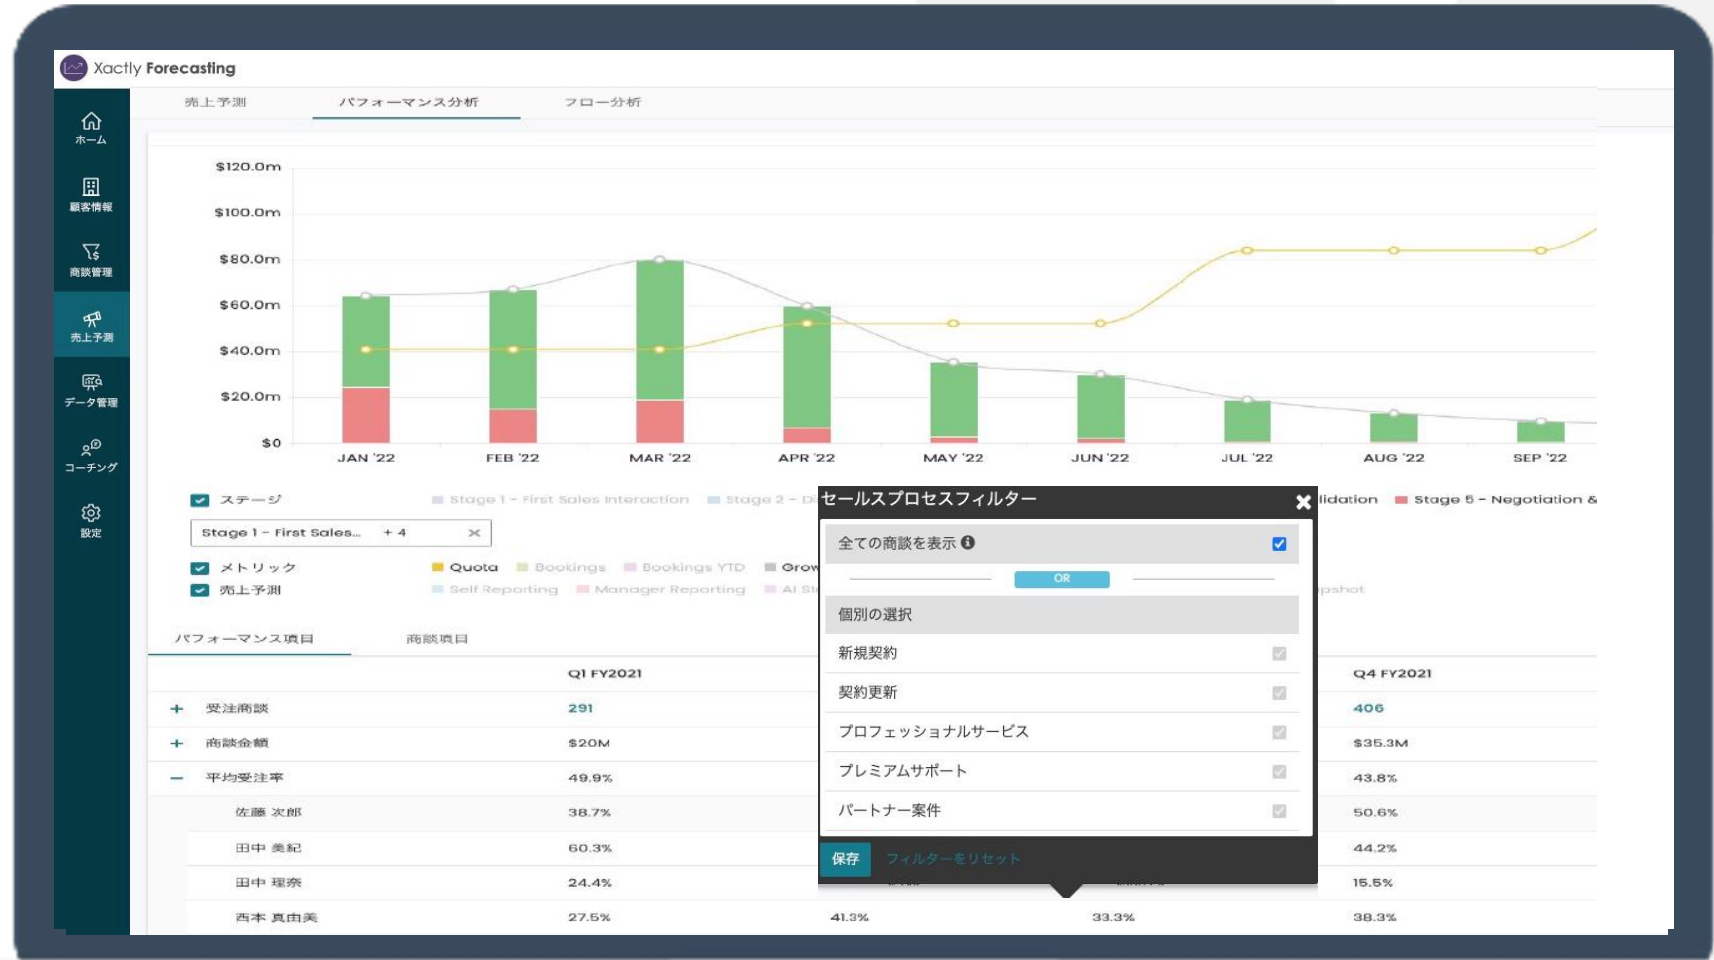 Xactly Forecasting
売上予測 パフォーマンス分析 フロー分析
ホーム
顧客情報
商談管理
売上予測
データ管理
コーチング
設定
$120.0m
$100.0m
$80.0m
$60.0m
$40.0m
$20.0m
$0
JAN '22 FEB '22 MAR '22 APR '22 MAY '22 JUN '22 JUL '22 AUG '22 SEP '22
ステージ Stage 1 - First Sales Interaction Stage 2 - Di lidation Stage 5 - Negotiation &
Stage 1 - First Sales... + 4 ×
メトリック Quota Bookings Bookings YTD Grow
売上予測 Self Reporting Manager Reporting AI pshot
パフォーマンス項目 商談項目
Q1 FY2021 Q4 FY2021
+ 受注商談 291 406
+ 商談金額 $20M $35.3M
− 平均受注率 49.9% 43.8%
佐藤 次郎 38.7% 50.6%
田中 美紀 60.3% 44.2%
田中 理奈 24.4% 15.5%
西本 真由美 27.5% 41.3% 33.3% 38.3%
セールスプロセスフィルター
全ての商談を表示
OR
個別の選択
新規契約
契約更新
プロフェッショナルサービス
プレミアムサポート
パートナー案件
保存 フィルターをリセット